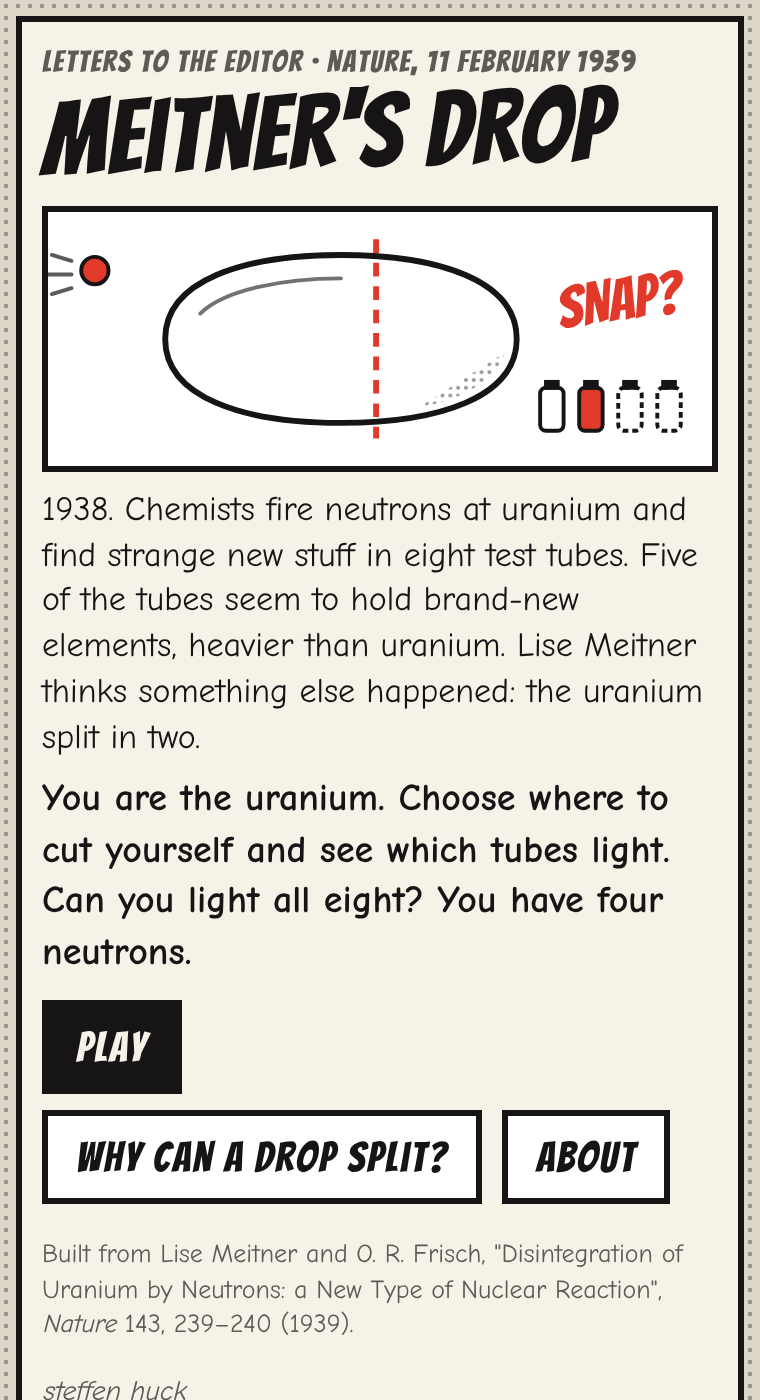 LETTERS TO THE EDITOR · NATURE, 11 FEBRUARY 1939
MEITNER'S DROP
SNAP?
1938. Chemists fire neutrons at uranium and
find strange new stuff in eight test tubes. Five
of the tubes seem to hold brand-new
elements, heavier than uranium. Lise Meitner
thinks something else happened: the uranium
split in two.
You are the uranium. Choose where to
cut yourself and see which tubes light.
Can you light all eight? You have four
neutrons.
PLAY
WHY CAN A DROP SPLIT?
ABOUT
Built from Lise Meitner and O. R. Frisch, "Disintegration of
Uranium by Neutrons: a New Type of Nuclear Reaction",
Nature 143, 239–240 (1939).
steffen huck